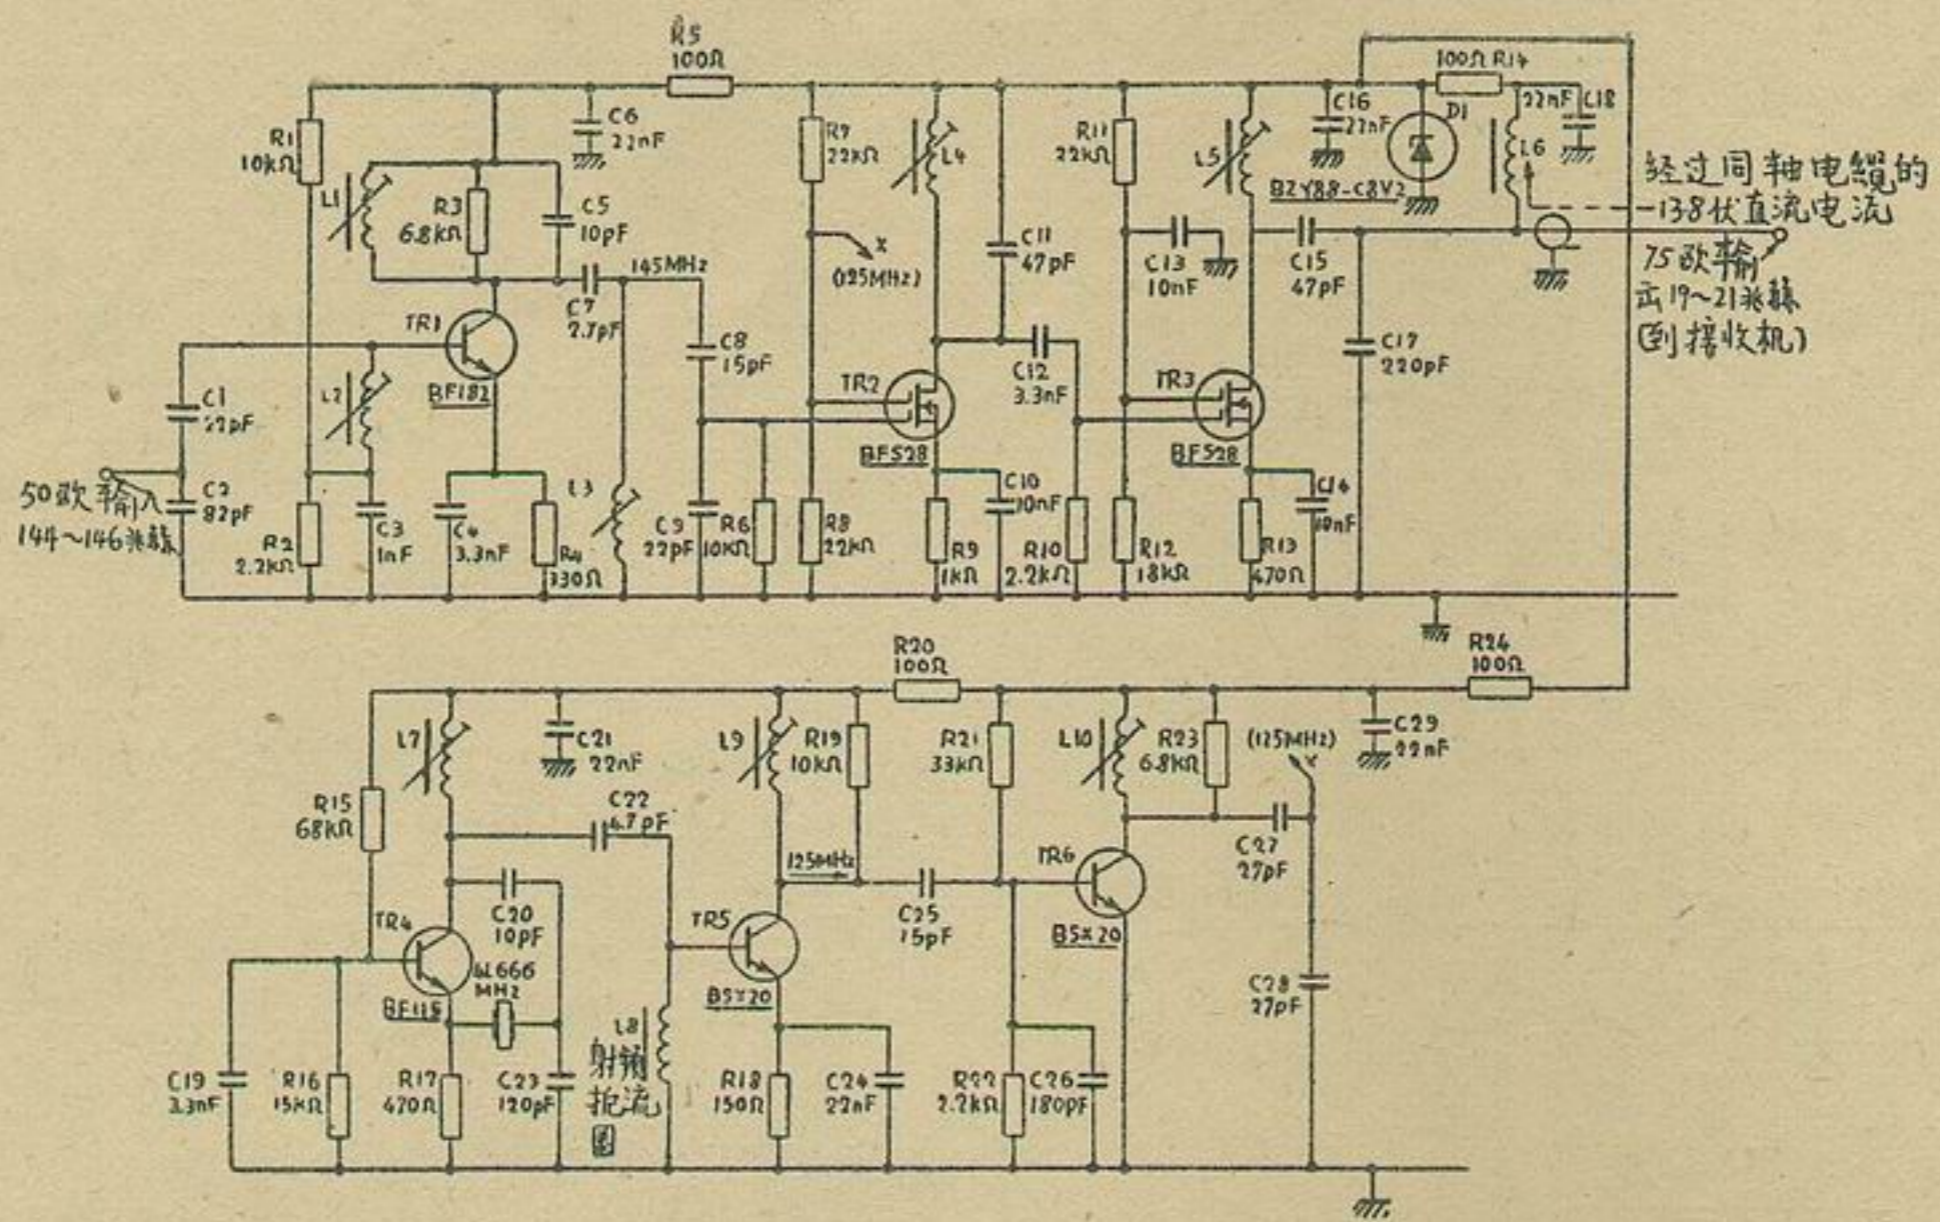 R5
100Ω
R1
10kΩ
L1
R3
6.8kΩ
C5
10pF
C6
22nF
C7
2.7pF
145MHz
TR1
BF182
L2
C1
22pF
C2
82pF
50欧输入
144~146兆赫
R2
2.2kΩ
C3
1nF
C4
3.3nF
R4
330Ω
L3
C8
15pF
C9
22pF
R6
10kΩ
R7
22kΩ
X
(125MHz)
R8
22kΩ
L4
TR2
BFS28
R9
1kΩ
C10
10nF
C11
47pF
C12
3.3nF
R10
2.2kΩ
R11
22kΩ
C13
10nF
R12
18kΩ
L5
TR3
BFS28
R13
470Ω
C14
10nF
C15
47pF
C16
22nF
C17
220pF
D1
BZY88-C8V2
100Ω R14
22nF C18
L6
经过同轴电缆的
13.8伏直流电流
75欧输
出19~21兆赫
(到接收机)
R15
68kΩ
L7
C21
22nF
C22
4.7pF
L9
R19
10kΩ
R20
100Ω
R21
33kΩ
L10
R23
6.8kΩ
(125MHz)
C29
22nF
R24
100Ω
TR4
BF115
C20
10pF
41.666
MHz
125MHz
TR5
BSX20
C25
15pF
TR6
BSX20
C27
27pF
C28
27pF
C19
3.3nF
R16
15kΩ
R17
470Ω
C23
120pF
L8
射频
扼流
圈
R18
150Ω
C24
22nF
R22
2.2kΩ
C26
180pF